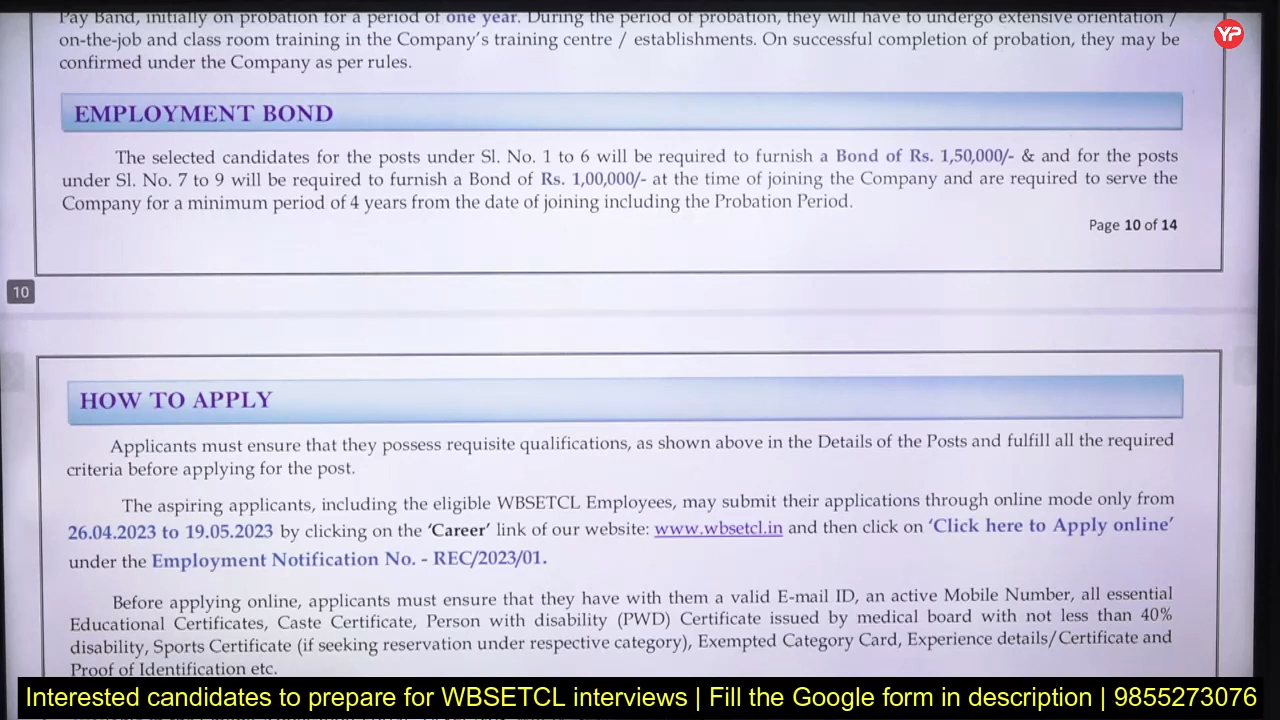 Pay Band, initially on probation for a period of one year. During the period of probation, they will have to undergo extensive orientation /
on-the-job and class room training in the Company's training centre / establishments. On successful completion of probation, they may be
confirmed under the Company as per rules.
YP
EMPLOYMENT BOND
The selected candidates for the posts under Sl. No. 1 to 6 will be required to furnish a Bond of Rs. 1,50,000/- & and for the posts
under Sl. No. 7 to 9 will be required to furnish a Bond of Rs. 1,00,000/- at the time of joining the Company and are required to serve the
Company for a minimum period of 4 years from the date of joining including the Probation Period.
Page 10 of 14
10
HOW TO APPLY
Applicants must ensure that they possess requisite qualifications, as shown above in the Details of the Posts and fulfill all the required
criteria before applying for the post.
The aspiring applicants, including the eligible WBSETCL Employees, may submit their applications through online mode only from
26.04.2023 to 19.05.2023 by clicking on the 'Career' link of our website: www.wbsetcl.in and then click on 'Click here to Apply online'
under the Employment Notification No. - REC/2023/01.
Before applying online, applicants must ensure that they have with them a valid E-mail ID, an active Mobile Number, all essential
Educational Certificates, Caste Certificate, Person with disability (PWD) Certificate issued by medical board with not less than 40%
disability, Sports Certificate (if seeking reservation under respective category), Exempted Category Card, Experience details/Certificate and
Proof of Identification etc.
Interested candidates to prepare for WBSETCL interviews | Fill the Google form in description | 9855273076